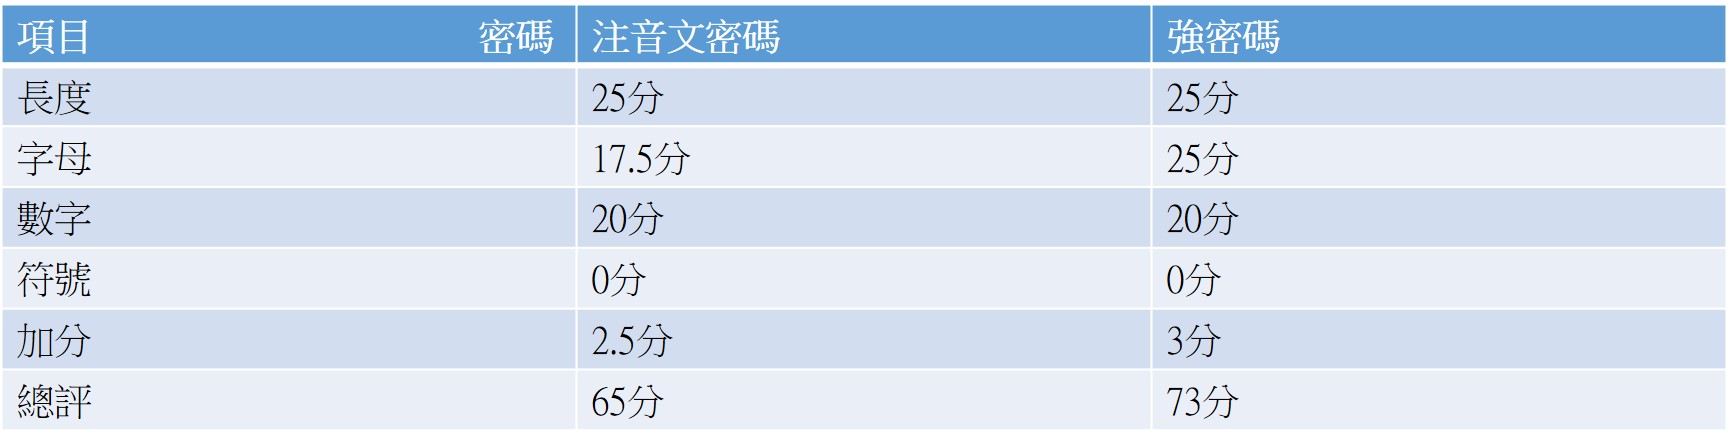 項目 密碼 注音文密碼 強密碼
長度 25分 25分
字母 17.5分 25分
數字 20分 20分
符號 0分 0分
加分 2.5分 3分
總評 65分 73分